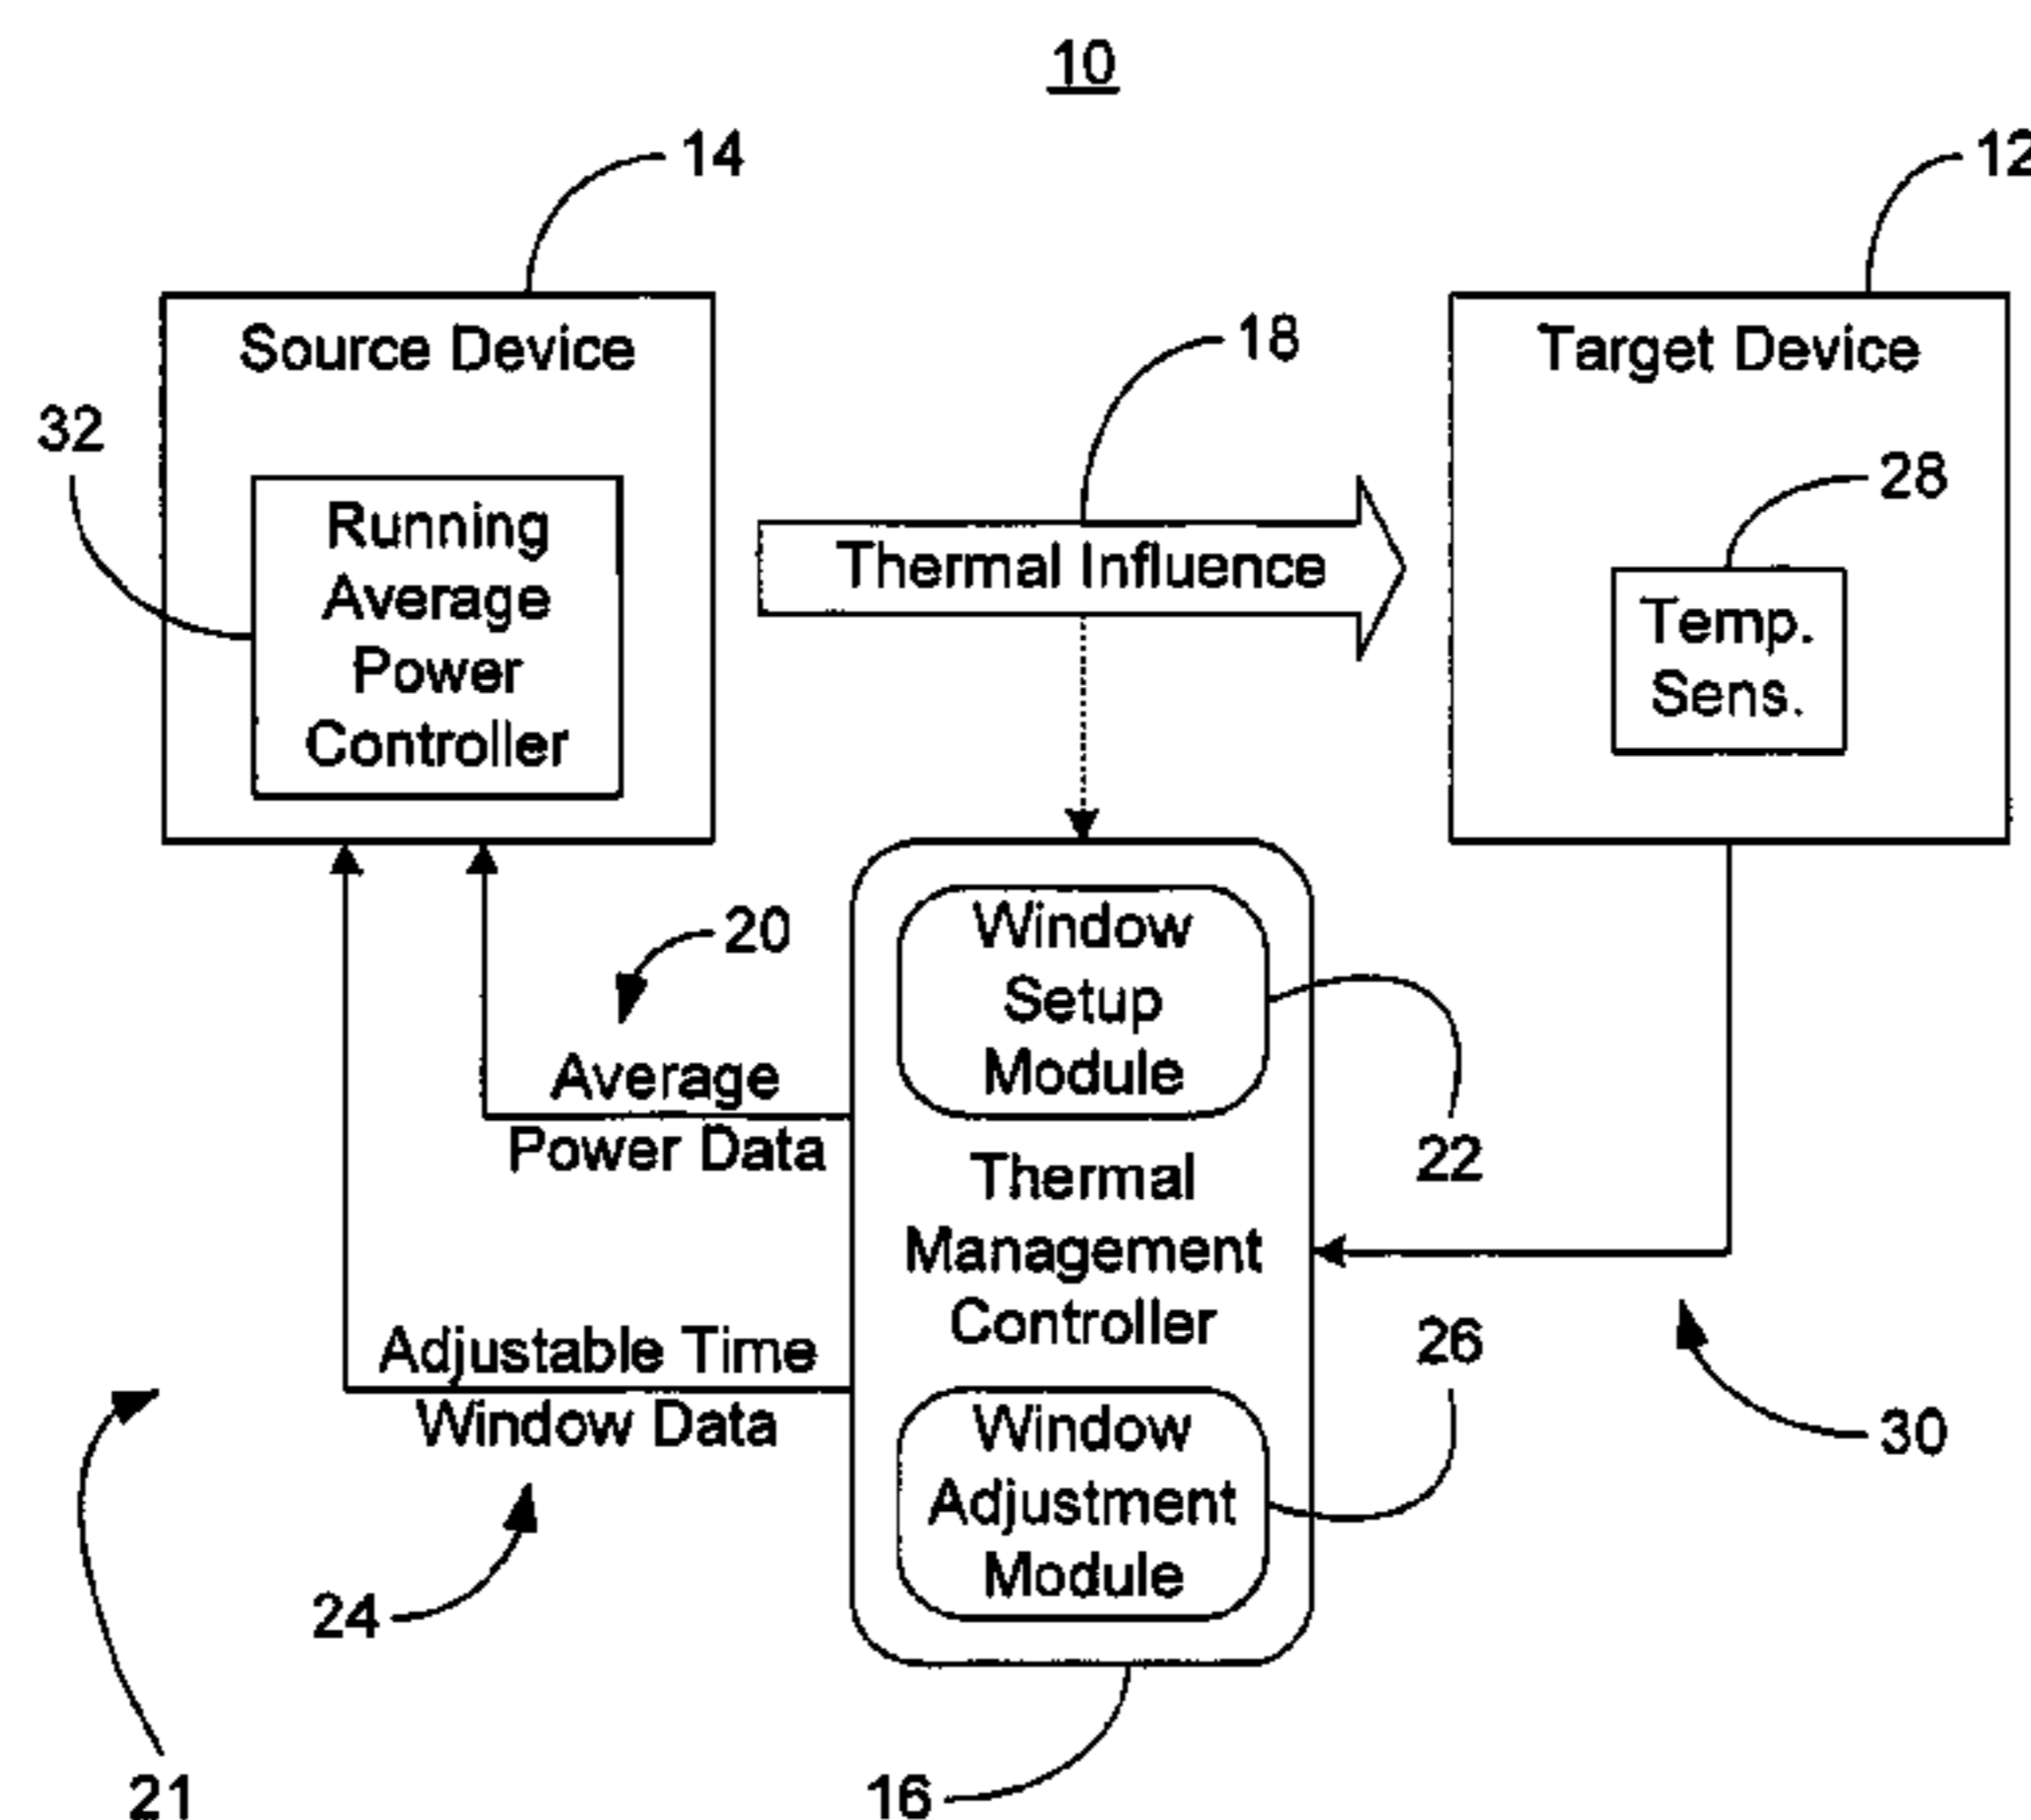 10
14
12
Source Device
18
Target Device
32
28
Running
Average
Power
Controller
Thermal Influence
Temp.
Sens.
20
Window
Setup
Module
Average
Power Data
22
Thermal
Management
Controller
26
Adjustable Time
Window Data
Window
Adjustment
Module
30
24
21
16